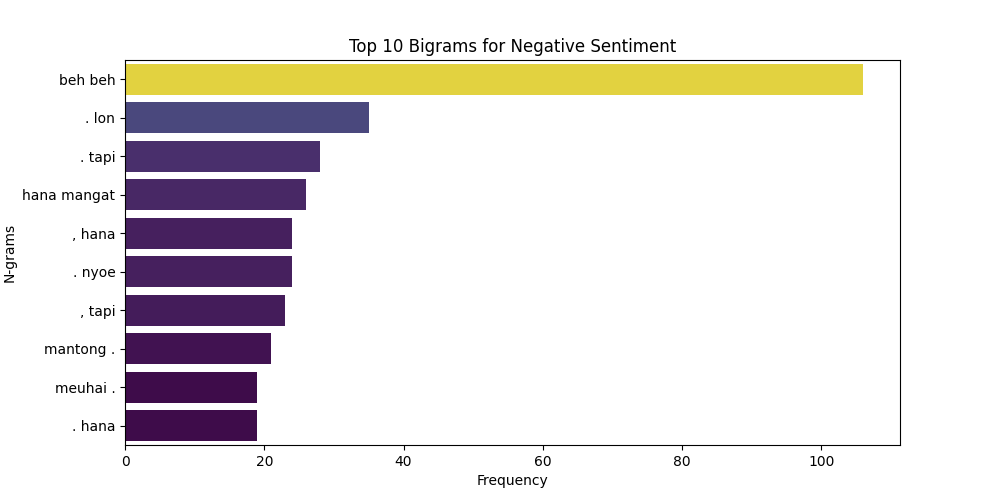 Top 10 Bigrams for Negative Sentiment
beh beh
. lon
. tapi
hana mangat
, hana
. nyoe
, tapi
mantong .
meuhai .
. hana
N-grams
0 20 40 60 80 100
Frequency